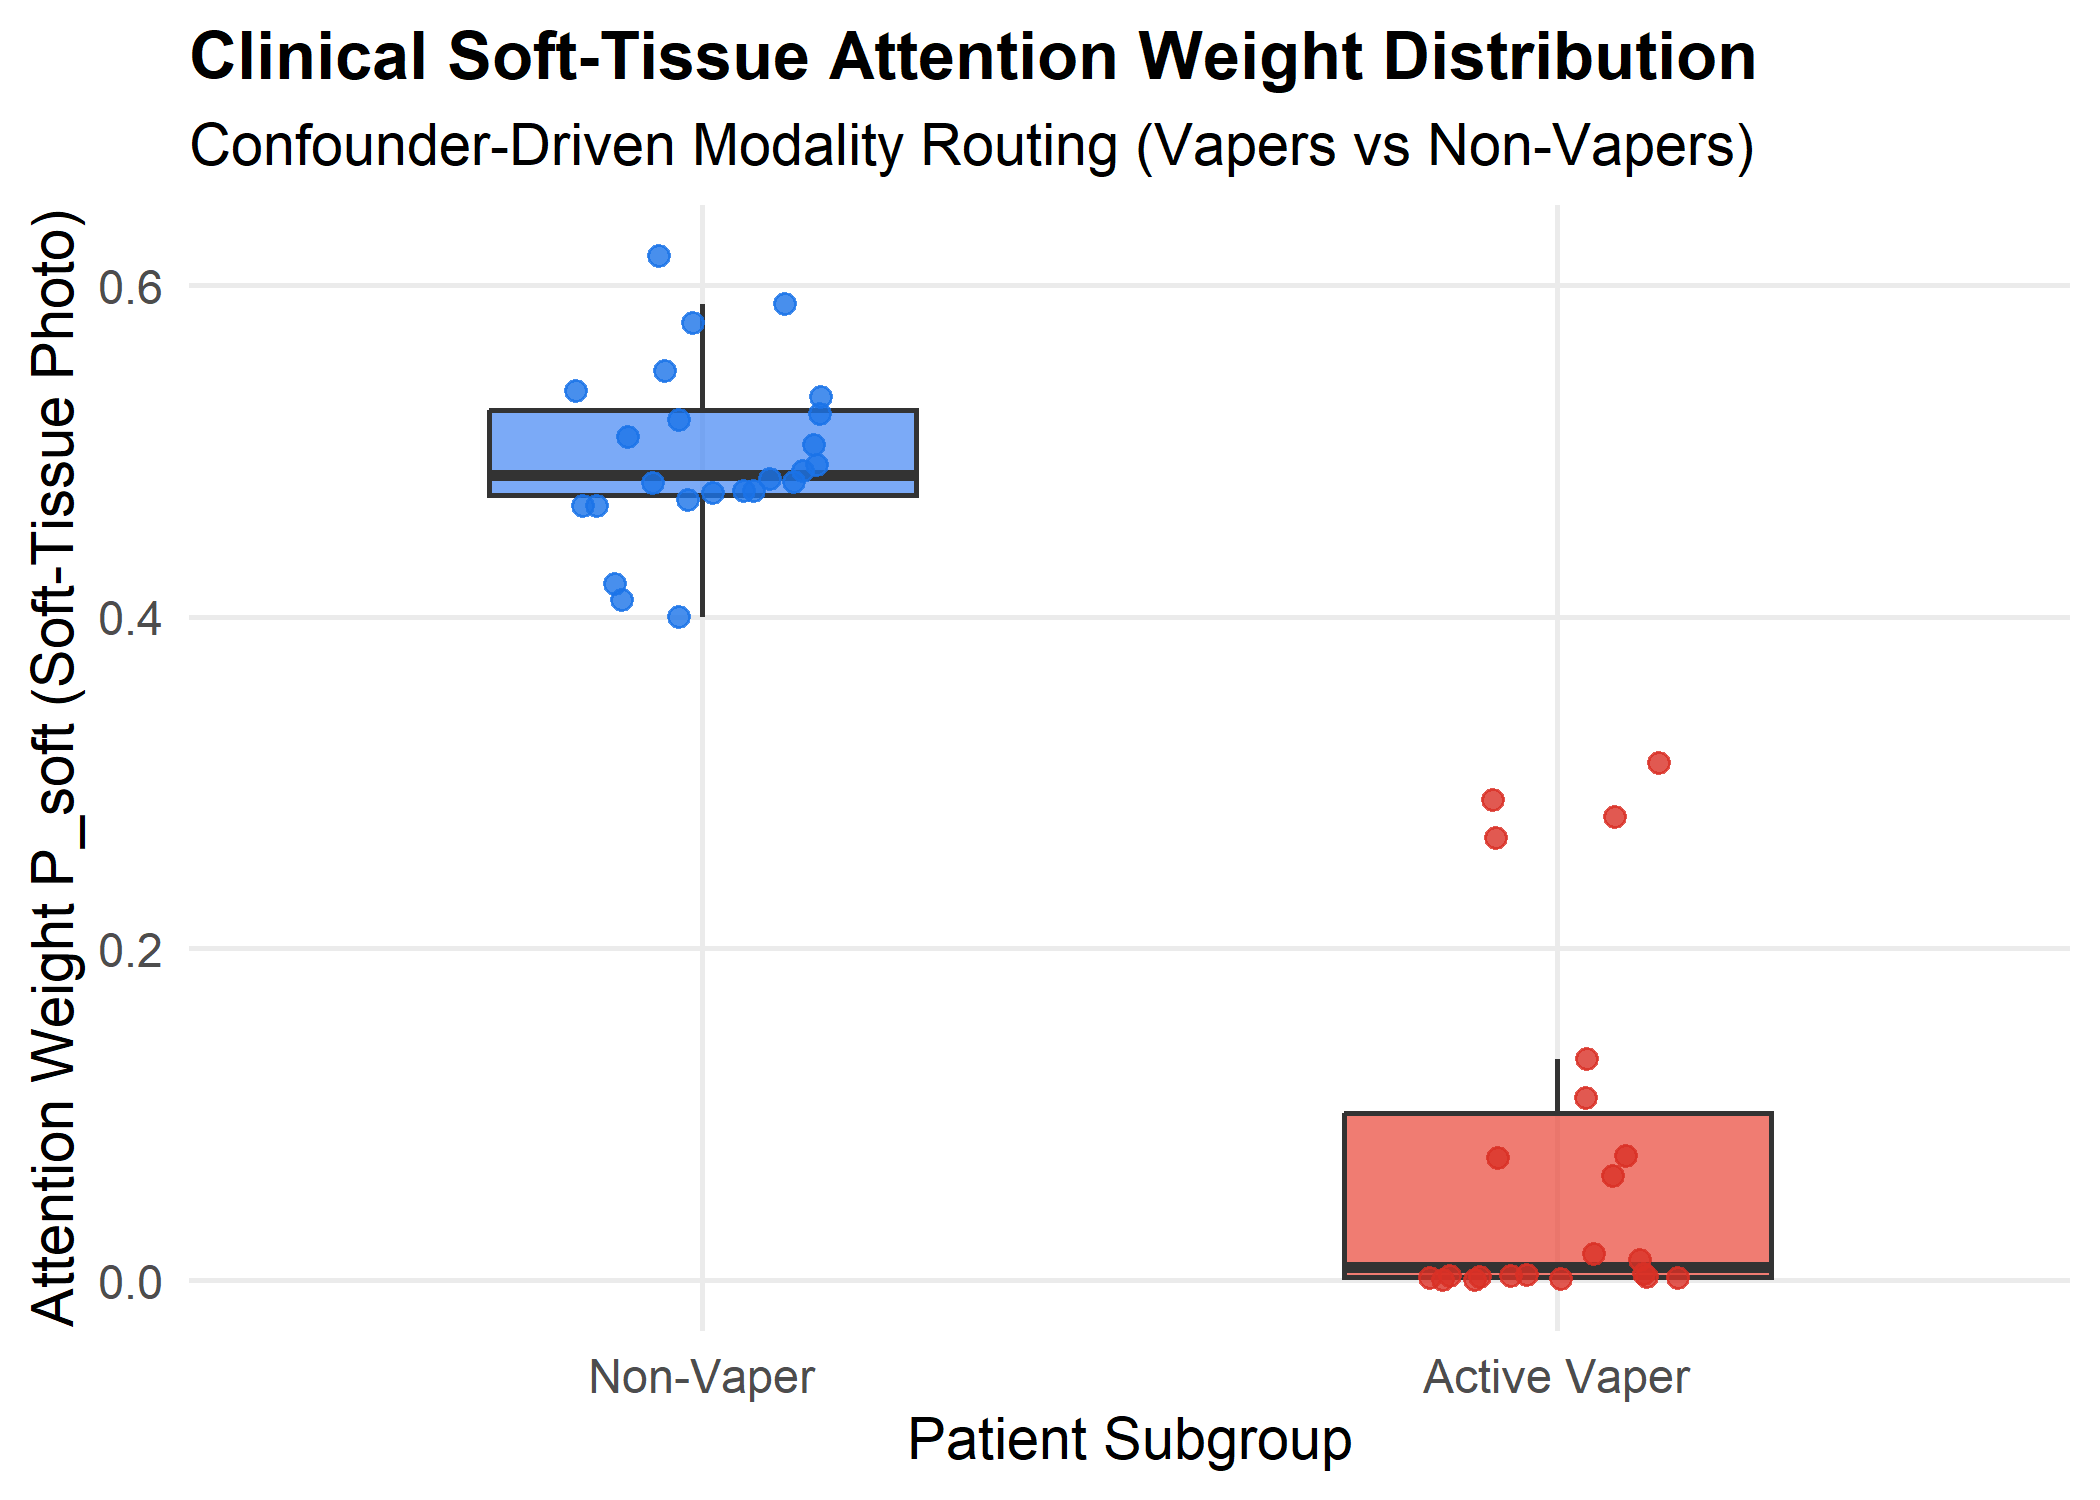 Clinical Soft-Tissue Attention Weight Distribution
Confounder-Driven Modality Routing (Vapers vs Non-Vapers)
Attention Weight P_soft (Soft-Tissue Photo)
0.6
0.4
0.2
0.0
Non-Vaper
Active Vaper
Patient Subgroup